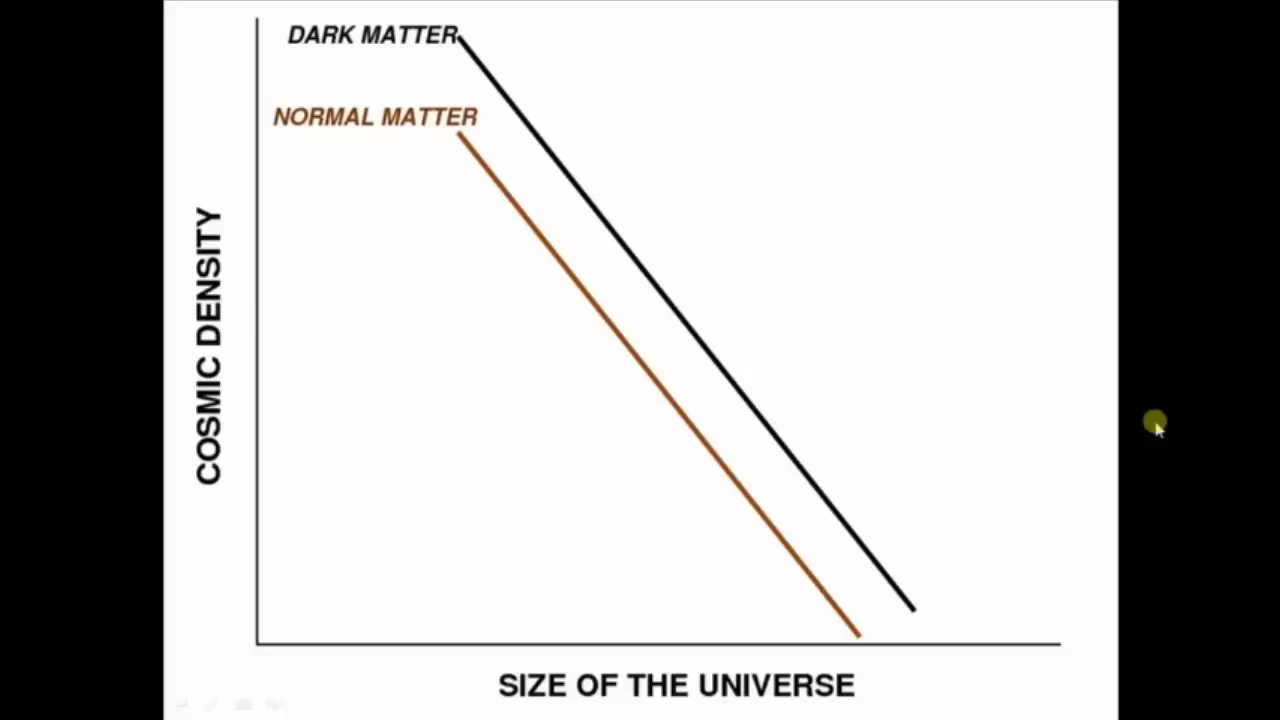 DARK MATTER
NORMAL MATTER
COSMIC DENSITY
SIZE OF THE UNIVERSE